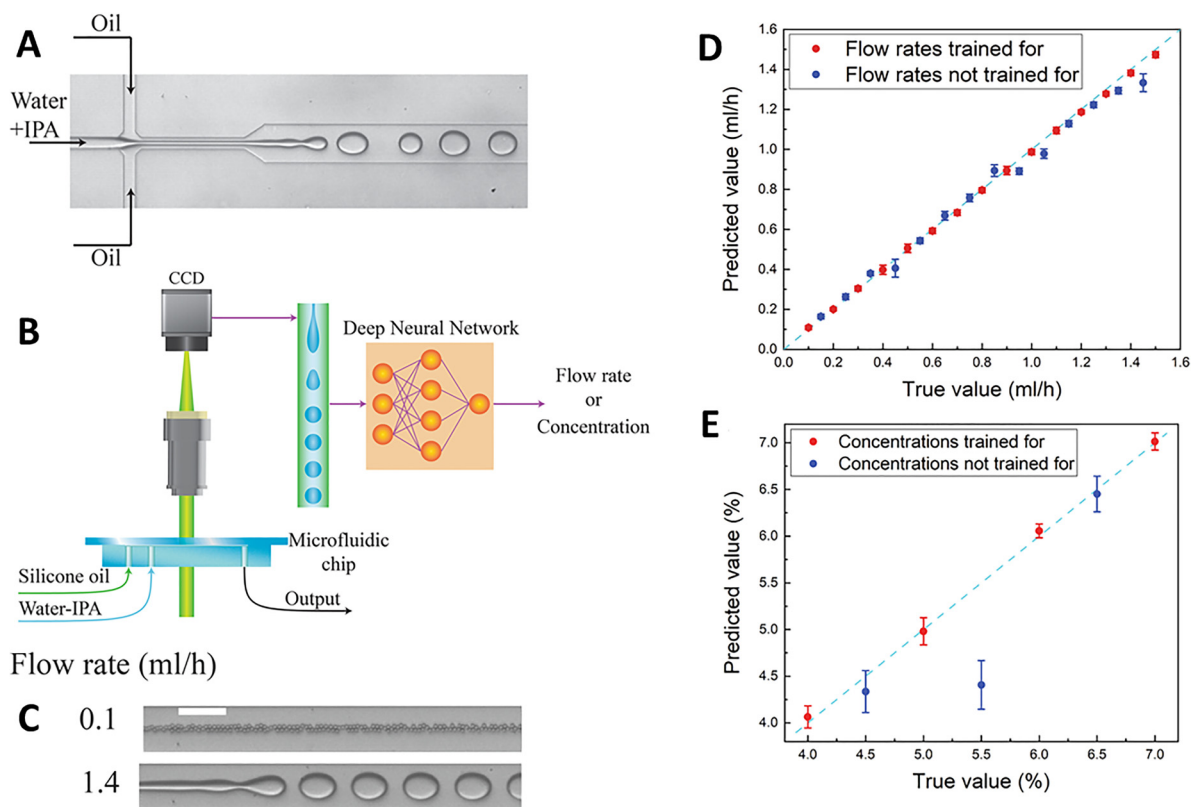 A
Oil
Water
+IPA
Oil
B
CCD
Deep Neural Network
Flow rate
or
Concentration
Microfluidic
chip
Silicone oil
Water-IPA
Output
Flow rate (ml/h)
C
0.1
1.4
D
Flow rates trained for
Flow rates not trained for
Predicted value (ml/h)
1.6
1.4
1.2
1.0
0.8
0.6
0.4
0.2
0.0
0.0 0.2 0.4 0.6 0.8 1.0 1.2 1.4 1.6
True value (ml/h)
E
Concentrations trained for
Concentrations not trained for
Predicted value (%)
7.0
6.5
6.0
5.5
5.0
4.5
4.0
4.0 4.5 5.0 5.5 6.0 6.5 7.0
True value (%)